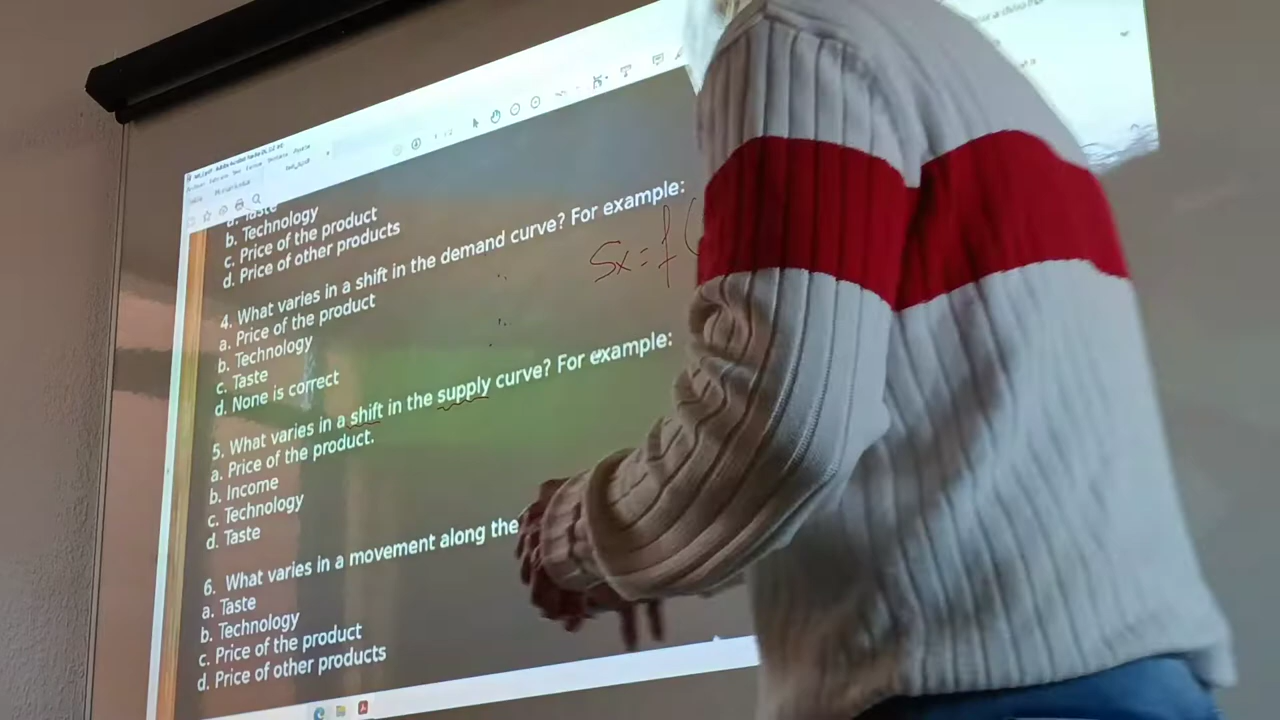 a. Taste
b. Technology
c. Price of the product
d. Price of other products
4. What varies in a shift in the demand curve? For example:
a. Price of the product
b. Technology
c. Taste
d. None is correct
Sx = f(
5. What varies in a shift in the supply curve? For example:
a. Price of the product.
b. Income
c. Technology
d. Taste
6. What varies in a movement along the
a. Taste
b. Technology
c. Price of the product
d. Price of other products